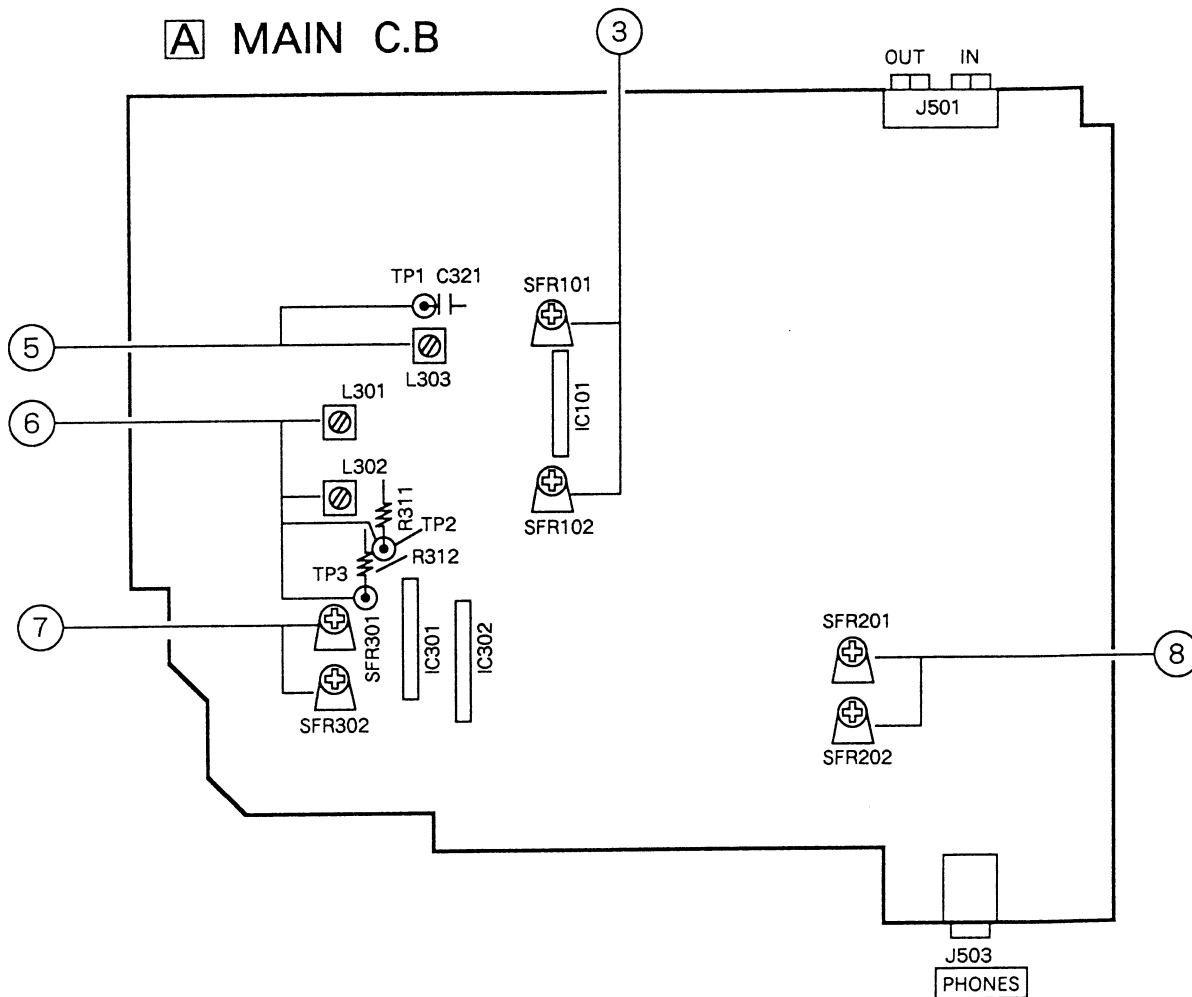 A MAIN C.B
3
OUT IN
J501
TP1 C321
SFR101
5
L303
L301
6
IC101
L302
R311
SFR102
TP2
R312
TP3
7
SFR301
IC301
IC302
SFR201
8
SFR302
SFR202
J503
PHONES